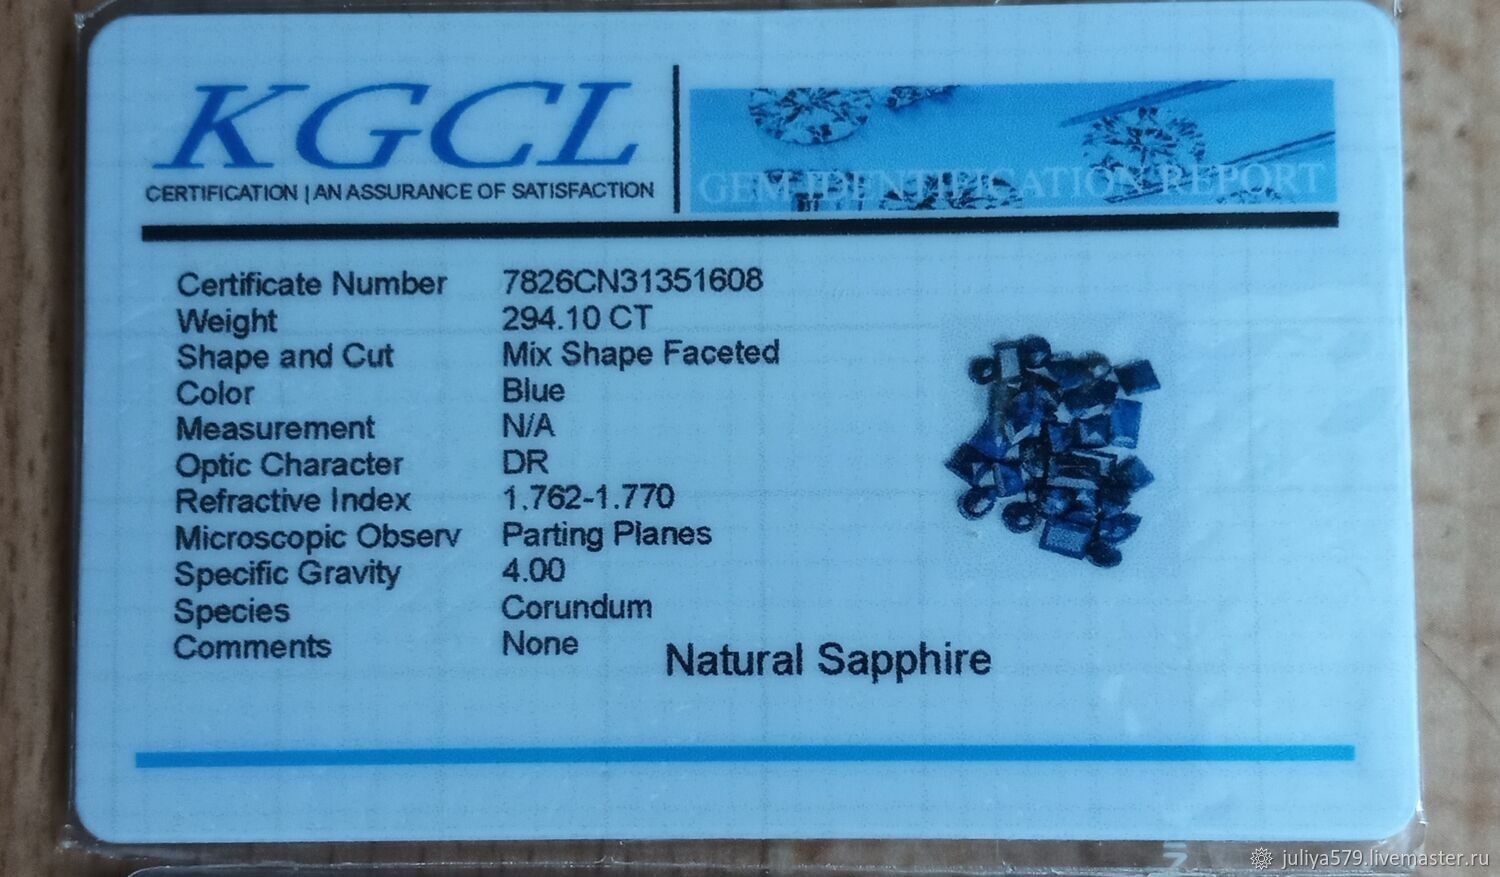 KGCL
CERTIFICATION | AN ASSURANCE OF SATISFACTION
GEM IDENTIFICATION REPORT
Certificate Number 7826CN31351608
Weight 294.10 CT
Shape and Cut Mix Shape Faceted
Color Blue
Measurement N/A
Optic Character DR
Refractive Index 1.762-1.770
Microscopic Observ Parting Planes
Specific Gravity 4.00
Species Corundum
Comments None
Natural Sapphire
juliya579.livemaster.ru